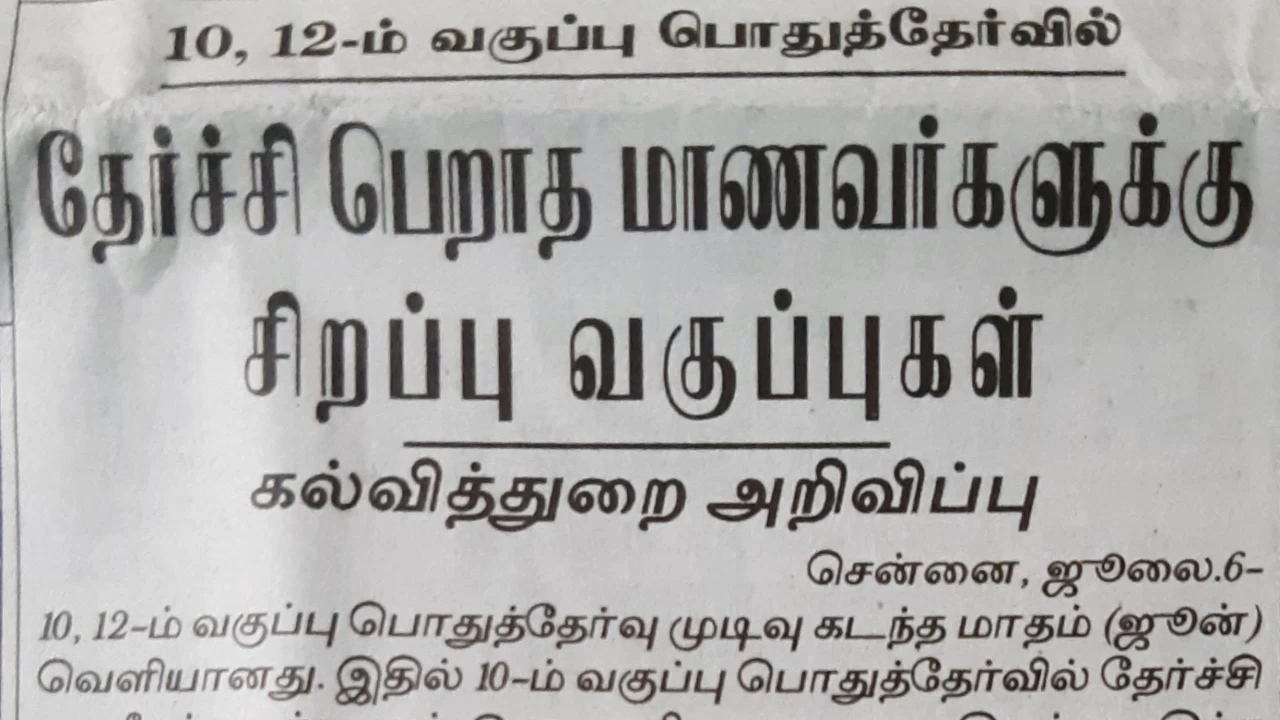 10, 12-ம் வகுப்பு பொதுத்தேர்வில்
தேர்ச்சி பெறாத மாணவர்களுக்கு
சிறப்பு வகுப்புகள்
கல்வித்துறை அறிவிப்பு
சென்னை, ஜூலை.6–
10, 12–ம் வகுப்பு பொதுத்தேர்வு முடிவு கடந்த மாதம் (ஜூன்)
வெளியானது. இதில் 10–ம் வகுப்பு பொதுத்தேர்வில் தேர்ச்சி